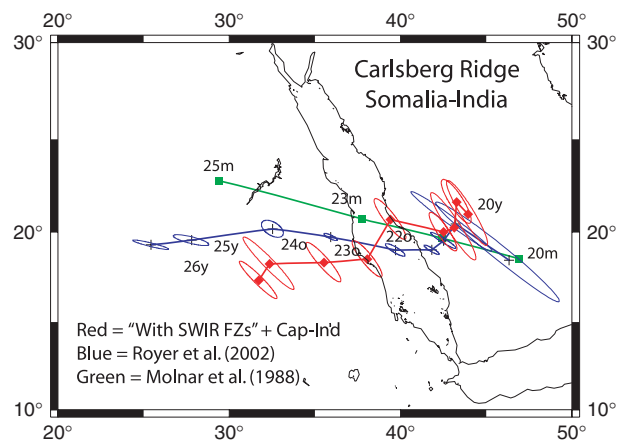 20° 30° 40° 50°
30° 30°
Carlsberg Ridge
Somalia-India
25m
23m
20y
20° 22o 20°
24o
25y 23o
20m
26y
Red = "With SWIR FZs" + Cap-In'd
Blue = Royer et al. (2002)
Green = Molnar et al. (1988)
10° 10°
20° 30° 40° 50°